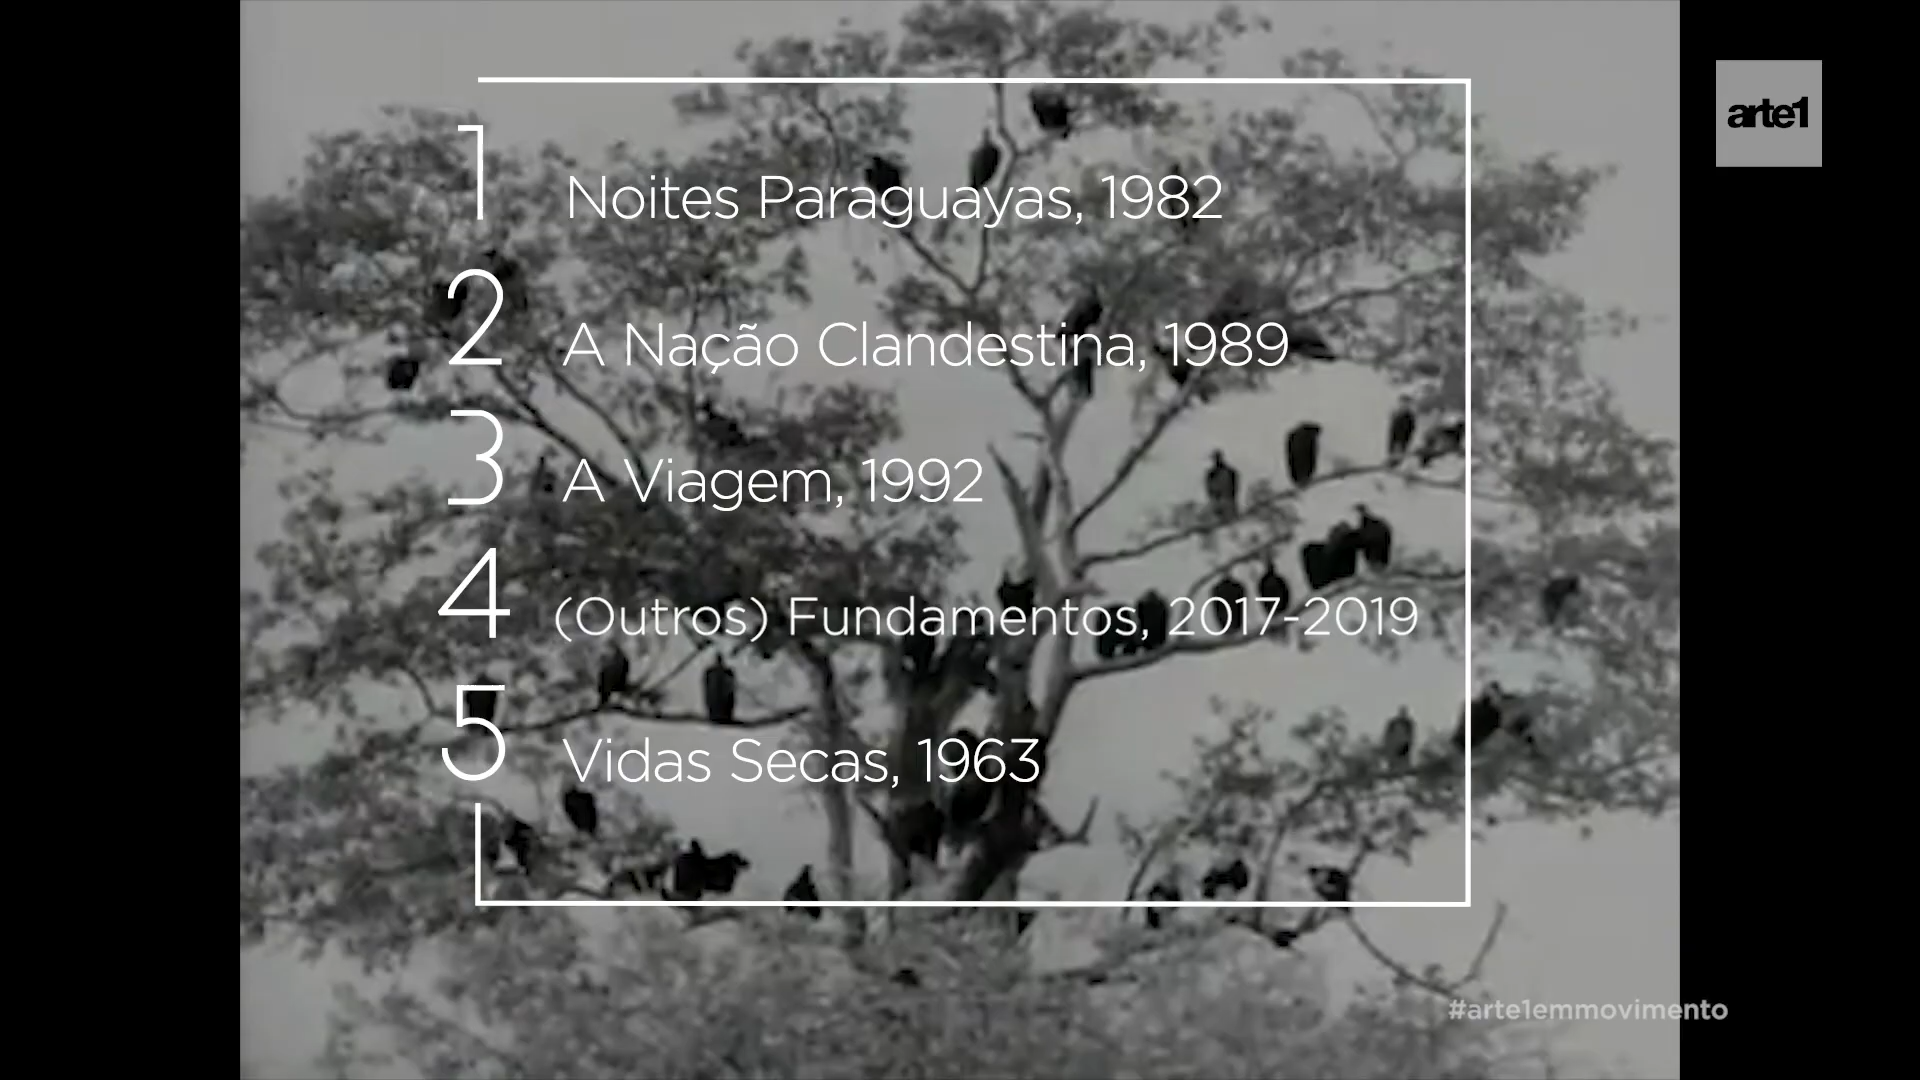 arte1
1 Noites Paraguayas, 1982
2 A Nação Clandestina, 1989
3 A Viagem, 1992
4 (Outros) Fundamentos, 2017-2019
5 Vidas Secas, 1963
#arte1emmovimento